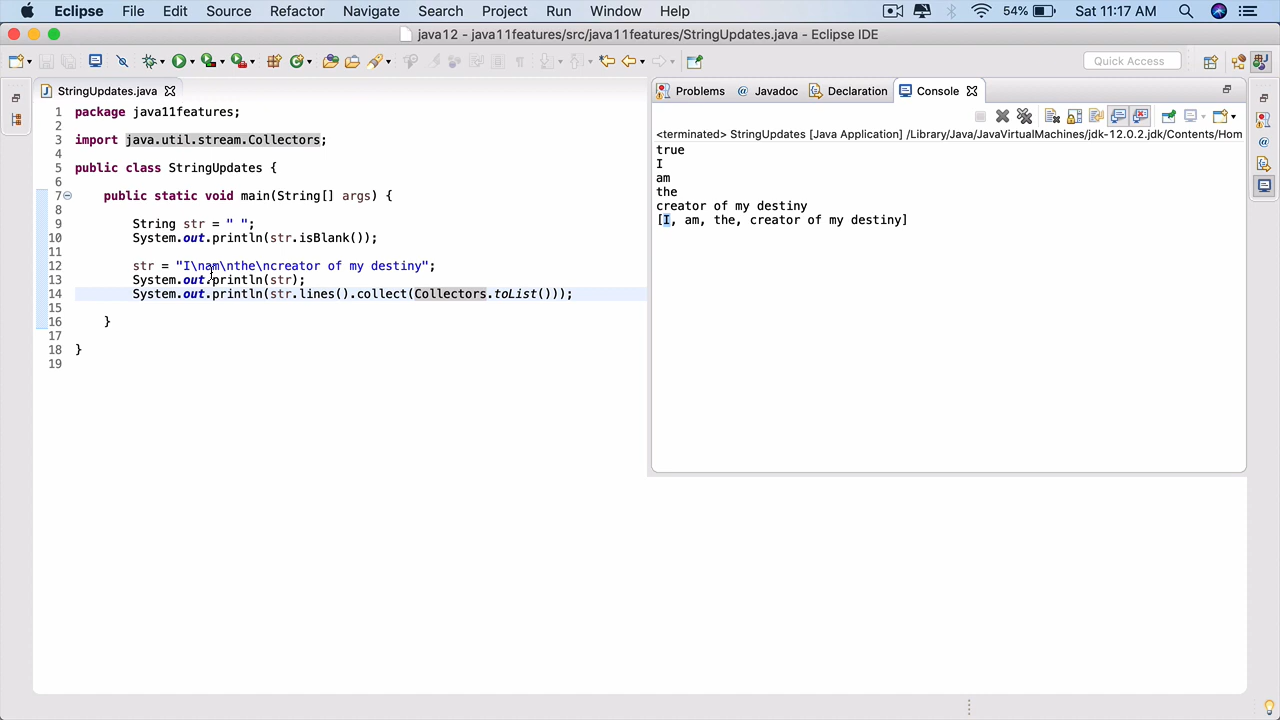 Eclipse File Edit Source Refactor Navigate Search Project Run Window Help 54% Sat 11:17 AM
java12 - java11features/src/java11features/StringUpdates.java - Eclipse IDE
Quick Access
StringUpdates.java
1 package java11features;
2
3 import java.util.stream.Collectors;
4
5 public class StringUpdates {
6
7 public static void main(String[] args) {
8
9 String str = " ";
10 System.out.println(str.isBlank());
11
12 str = "I\nam\nthe\ncreator of my destiny";
13 System.out.println(str);
14 System.out.println(str.lines().collect(Collectors.toList()));
15
16 }
17
18 }
19
Problems @ Javadoc Declaration Console
<terminated> StringUpdates [Java Application] /Library/Java/JavaVirtualMachines/jdk-12.0.2.jdk/Contents/Hom
true
I
am
the
creator of my destiny
[I, am, the, creator of my destiny]